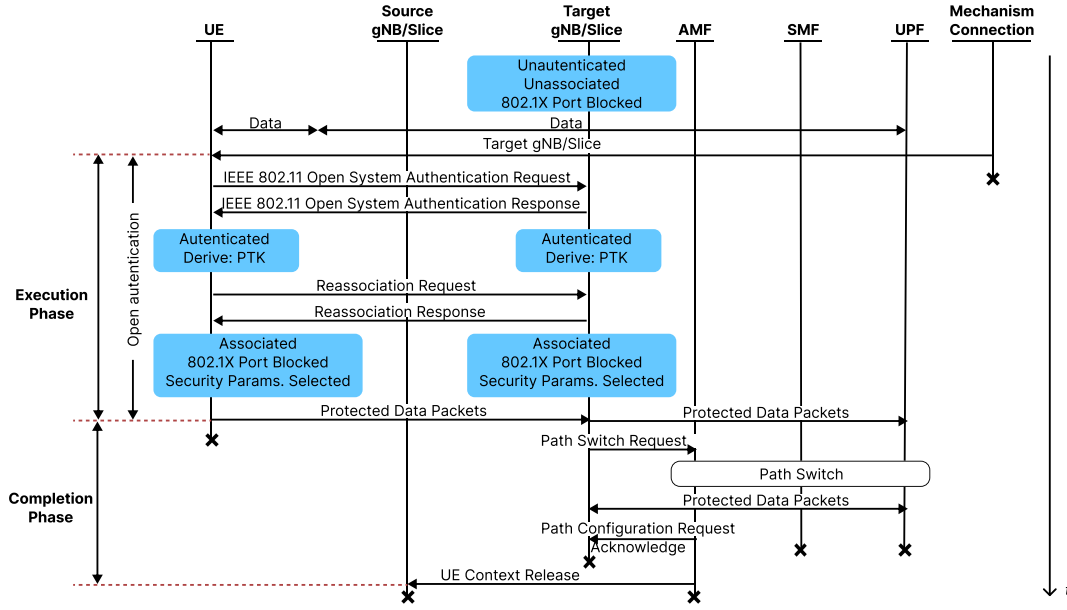 UE
Source
gNB/Slice
Target
gNB/Slice
AMF
SMF
UPF
Mechanism
Connection
Unautenticated
Unassociated
802.1X Port Blocked
Data
Data
Target gNB/Slice
IEEE 802.11 Open System Authentication Request
IEEE 802.11 Open System Authentication Response
Autenticated
Derive: PTK
Autenticated
Derive: PTK
Execution
Phase
Open autentication
Reassociation Request
Reassociation Response
Associated
802.1X Port Blocked
Security Params. Selected
Associated
802.1X Port Blocked
Security Params. Selected
Protected Data Packets
Protected Data Packets
Path Switch Request
Path Switch
Completion
Phase
Protected Data Packets
Path Configuration Request
Acknowledge
UE Context Release